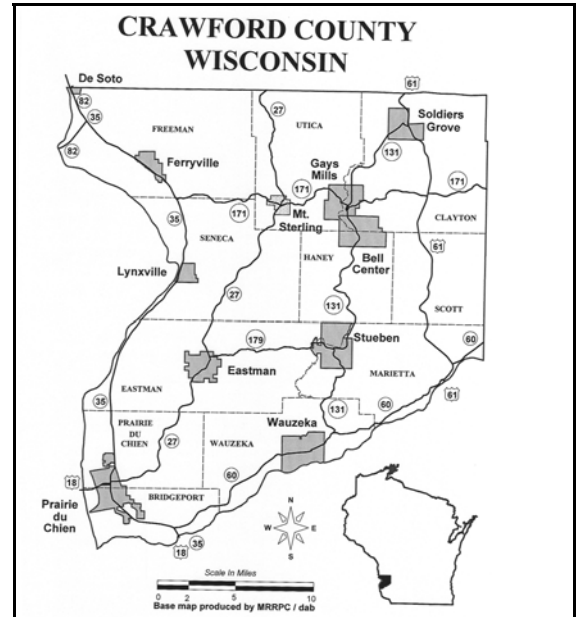 CRAWFORD COUNTY
WISCONSIN
De Soto
61
82
35
27
Soldiers
Grove
FREEMAN
UTICA
82
Ferryville
Gays
Mills
131
171
171
35
171
Mt.
Sterling
CLAYTON
SENECA
HANEY
Bell
Center
61
Lynxville
27
131
SCOTT
179
Stueben
60
Eastman
MARIETTA
EASTMAN
35
61
60
PRAIRIE
DU
CHIEN
27
WAUZEKA
Wauzeka
131
18
60
Prairie
du
Chien
BRIDGEPORT
N
W
E
S
18
35
Scale In Miles
0
2
5
10
Base map produced by MRRPC / dab